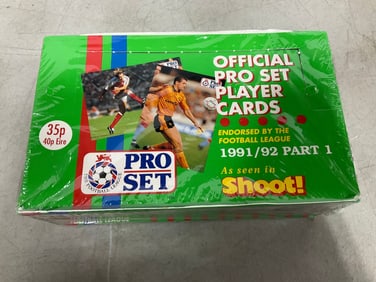 OFFICIAL
PRO SET
PLAYER
CARDS
ENDORSED BY THE
FOOTBALL LEAGUE
1991/92 PART 1
As seen in
Shoot!
35p
40p Eire
PRO
SET